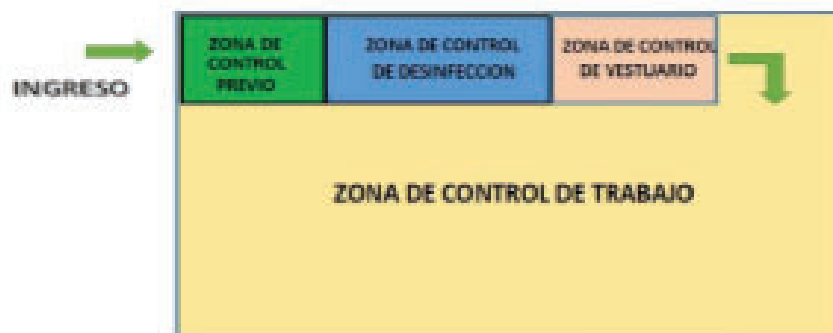 INGRESO
ZONA DE
CONTROL
PREVIO
ZONA DE CONTROL
DE DESINFECCION
ZONA DE CONTROL
DE VESTUARIO
ZONA DE CONTROL DE TRABAJO